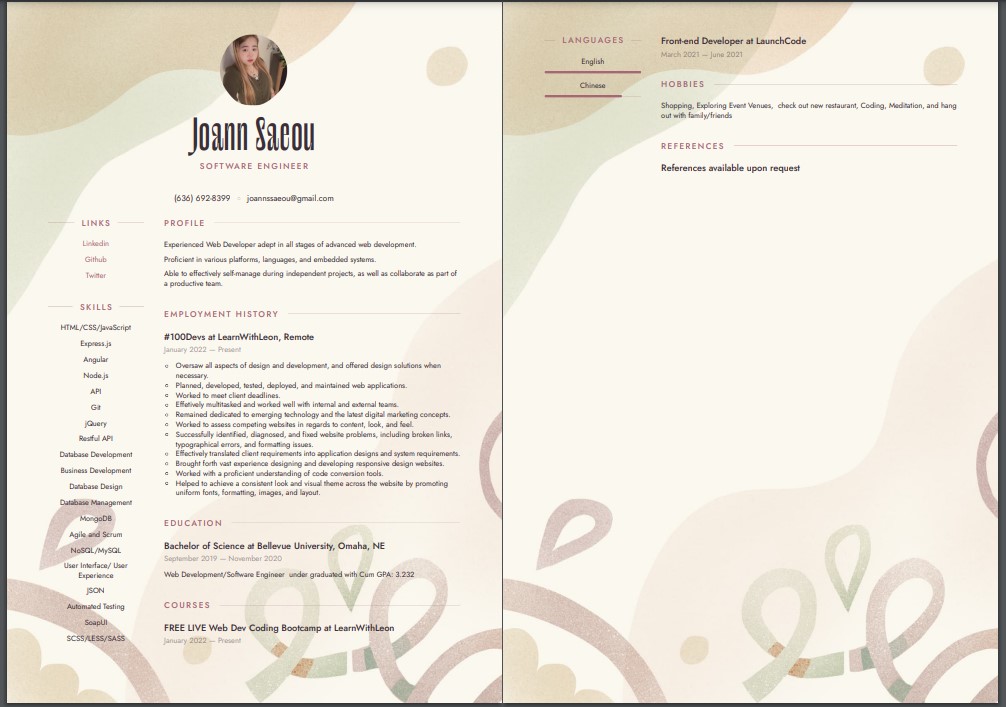 Joann Saeou
SOFTWARE ENGINEER
(636) 692-8399
joannssaeou@gmail.com
LINKS
Linkedin
Github
Twitter
SKILLS
HTML/CSS/JavaScript
Express.js
Angular
Node.js
API
Git
jQuery
Restful API
Database Development
Business Development
Database Design
Database Management
MongoDB
Agile and Scrum
NoSQL/MySQL
User Interface/ User
Experience
JSON
Automated Testing
SoapUI
SCSS/LESS/SASS
PROFILE
Experienced Web Developer adept in all stages of advanced web development.
Proficient in various platforms, languages, and embedded systems.
Able to effectively self-manage during independent projects, as well as collaborate as part of
a productive team.
EMPLOYMENT HISTORY
#100Devs at LearnWithLeon, Remote
January 2022 — Present
Oversaw all aspects of design and development, and offered design solutions when
necessary.
Planned, developed, tested, deployed, and maintained web applications.
Worked to meet client deadlines.
Effetively multitasked and worked well with internal and external teams.
Remained dedicated to emerging technology and the latest digital marketing concepts.
Worked to assess competing websites in regards to content, look, and feel.
Successfully identified, diagnosed, and fixed website problems, including broken links,
typographical errors, and formatting issues.
Effectively translated client requirements into application designs and system requirements.
Brought forth vast experience designing and developing responsive design websites.
Worked with a proficient understanding of code conversion tools.
Helped to achieve a consistent look and visual theme across the website by promoting
uniform fonts, formatting, images, and layout.
EDUCATION
Bachelor of Science at Bellevue University, Omaha, NE
September 2019 — November 2020
Web Development/Software Engineer under graduated with Cum GPA: 3.232
COURSES
FREE LIVE Web Dev Coding Bootcamp at LearnWithLeon
January 2022 — Present
LANGUAGES
English
Chinese
Front-end Developer at LaunchCode
March 2021 — June 2021
HOBBIES
Shopping, Exploring Event Venues, check out new restaurant, Coding, Meditation, and hang
out with family/friends
REFERENCES
References available upon request